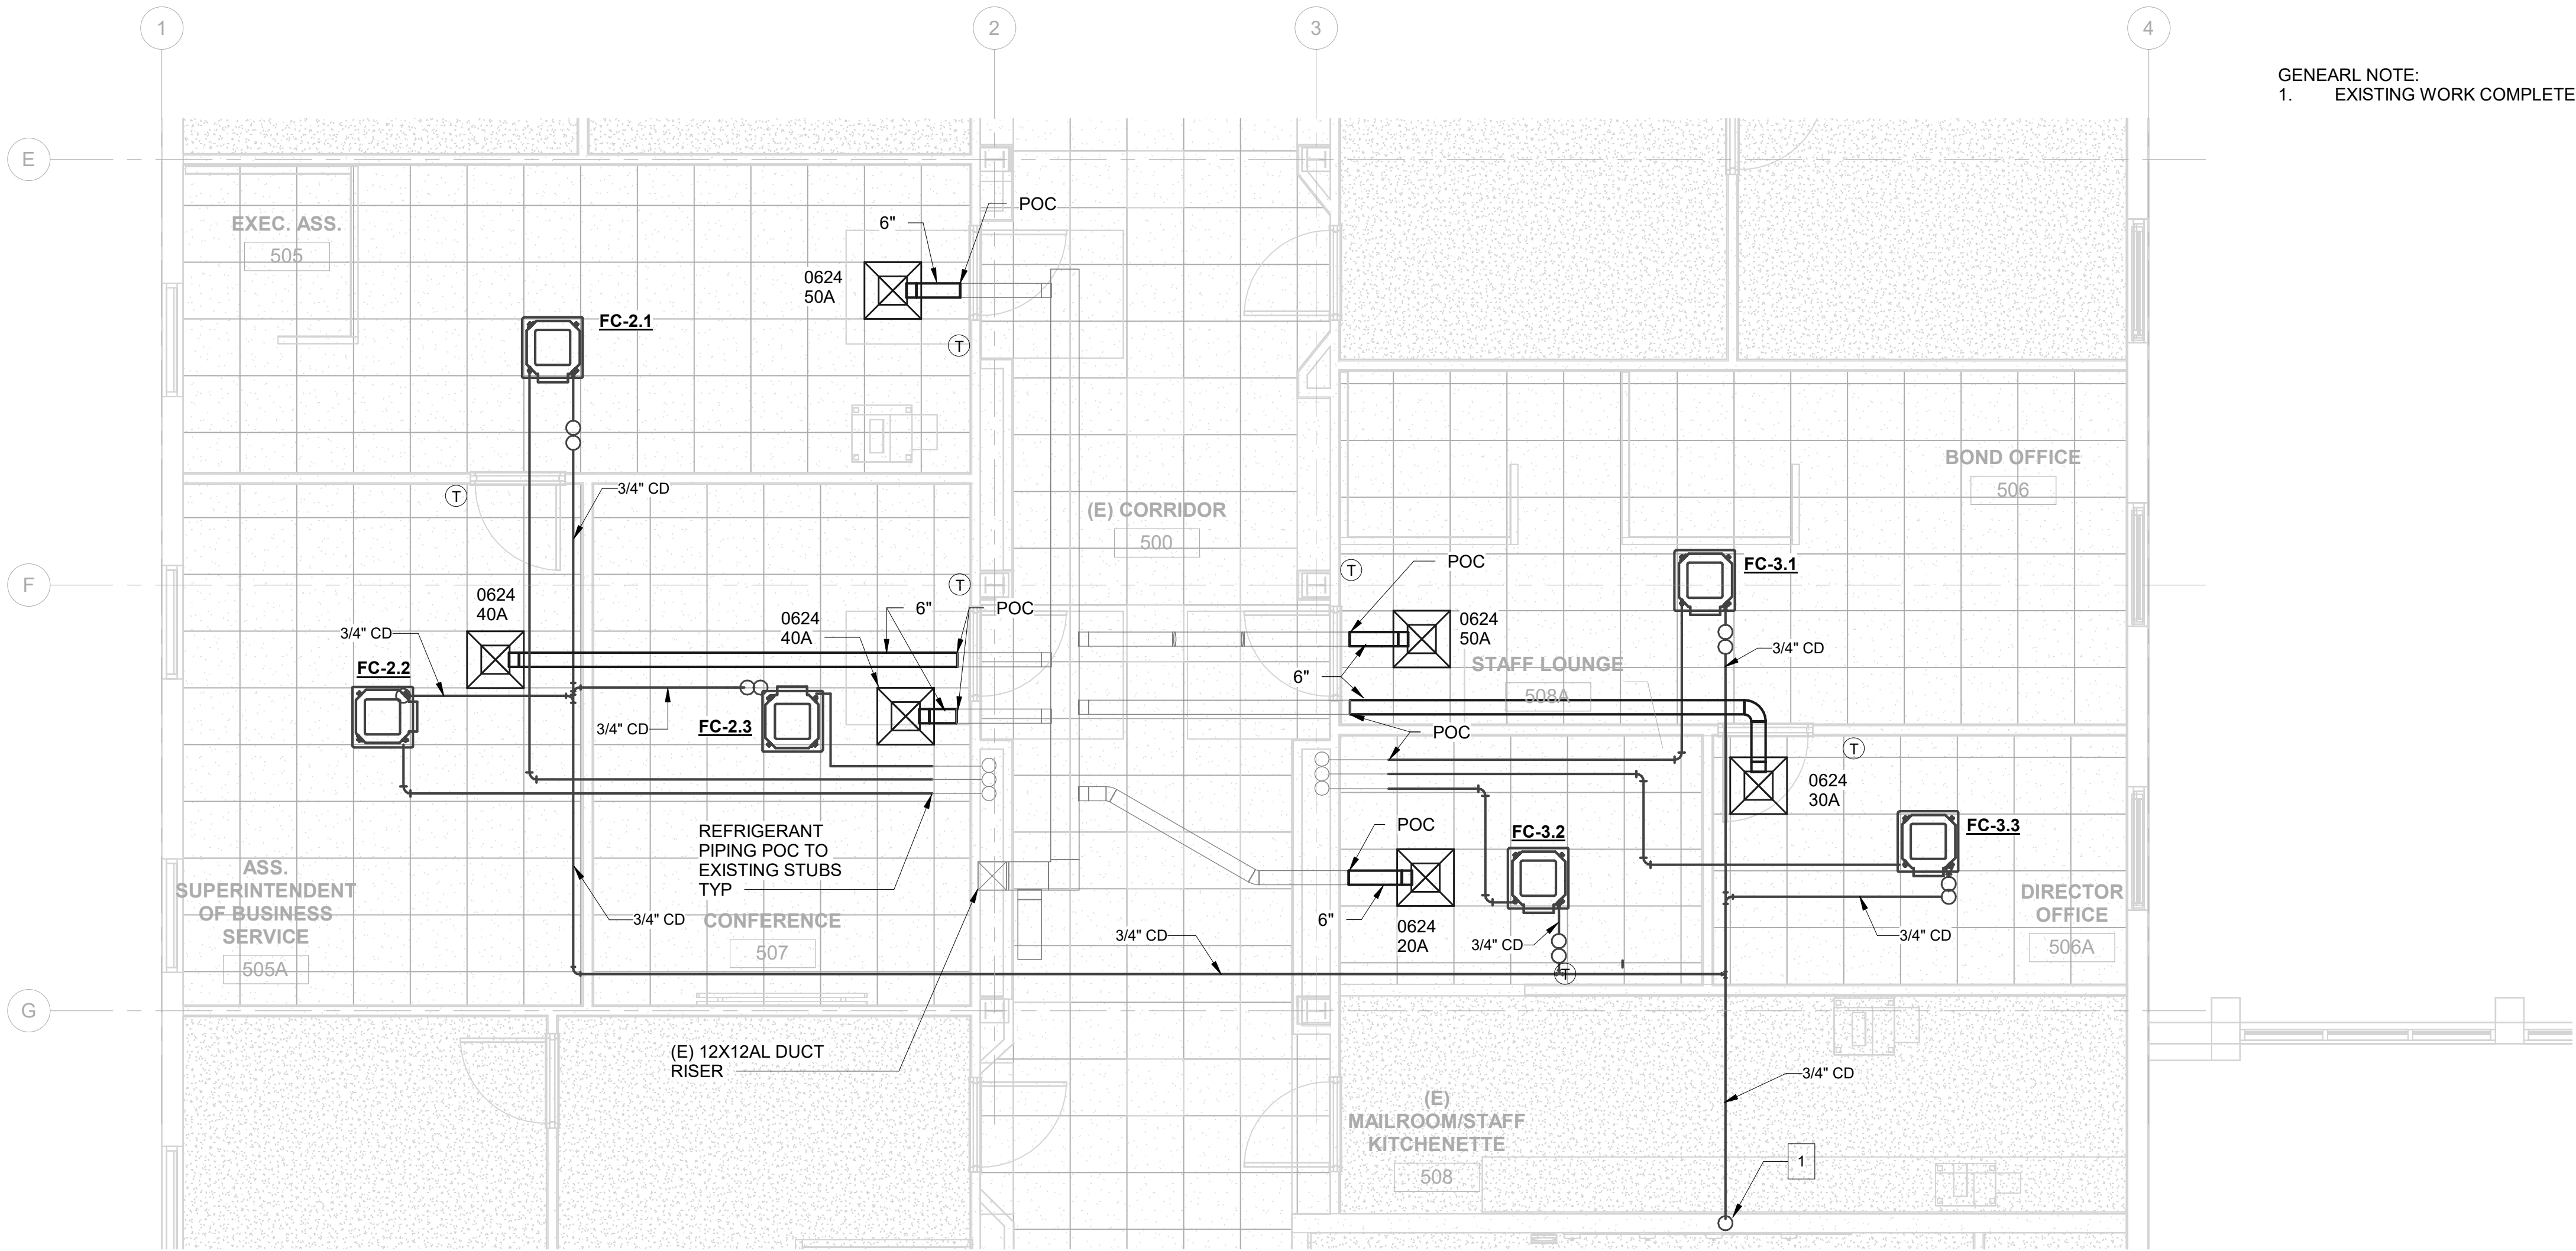 1
2
3
4
GENEARL NOTE:
1. EXISTING WORK COMPLETE
E
POC
6"
EXEC. ASS.
505
0624
50A
FC-2.1
T
BOND OFFICE
506
3/4" CD
T
(E) CORRIDOR
500
F
T
T
POC
FC-3.1
0624
40A
6"
POC
0624
40A
0624
50A
3/4" CD
3/4" CD
FC-2.2
STAFF LOUNGE
508A
6"
3/4" CD
FC-2.3
POC
T
0624
30A
REFRIGERANT
PIPING POC TO
EXISTING STUBS
TYP
POC
FC-3.2
FC-3.3
ASS.
SUPERINTENDENT
OF BUSINESS
SERVICE
505A
3/4" CD
CONFERENCE
507
6"
0624
20A
3/4" CD
3/4" CD
3/4" CD
DIRECTOR
OFFICE
506A
T
G
(E) 12X12AL DUCT
RISER
3/4" CD
(E)
MAILROOM/STAFF
KITCHENETTE
508
1